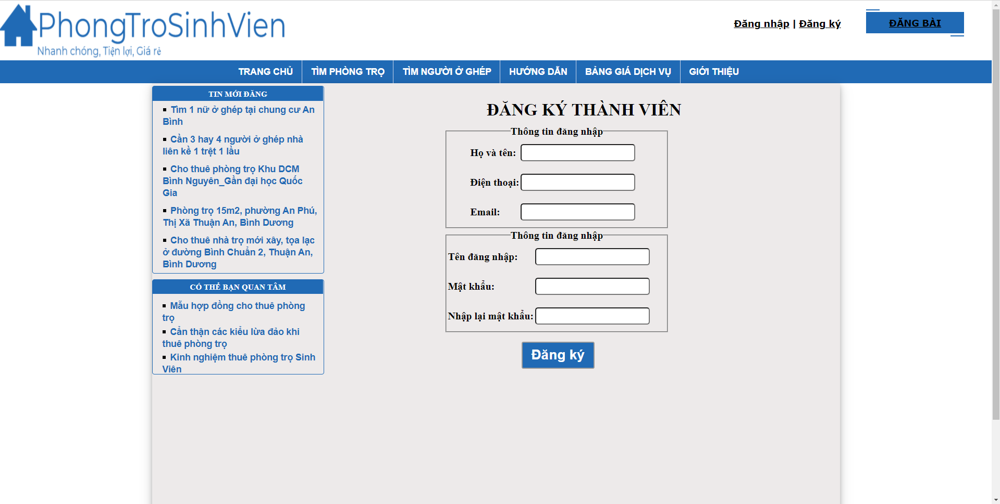 PhongTroSinhVien
Nhanh chóng, Tiện lợi, Giá rẻ
Đăng nhập | Đăng ký
ĐĂNG BÀI
TRANG CHỦ
TÌM PHÒNG TRỌ
TÌM NGƯỜI Ở GHÉP
HƯỚNG DẪN
BẢNG GIÁ DỊCH VỤ
GIỚI THIỆU
TIN MỚI ĐĂNG
Tìm 1 nữ ở ghép tại chung cư An
Bình
Cần 3 hay 4 người ở ghép nhà
liên kề 1 trệt 1 lầu
Cho thuê phòng trọ Khu DCM
Bình Nguyên_Gần đại học Quốc
Gia
Phòng trọ 15m2, phường An Phú,
Thị Xã Thuận An, Bình Dương
Cho thuê nhà trọ mới xây, tọa lạc
ở đường Bình Chuẩn 2, Thuận An,
Bình Dương
CÓ THỂ BẠN QUAN TÂM
Mẫu hợp đồng cho thuê phòng
trọ
Cẩn thận các kiểu lừa đảo khi
thuê phòng trọ
Kinh nghiệm thuê phòng trọ Sinh
Viên
ĐĂNG KÝ THÀNH VIÊN
Thông tin đăng nhập
Họ và tên:
Điện thoại:
Email:
Thông tin đăng nhập
Tên đăng nhập:
Mật khẩu:
Nhập lại mật khẩu:
Đăng ký